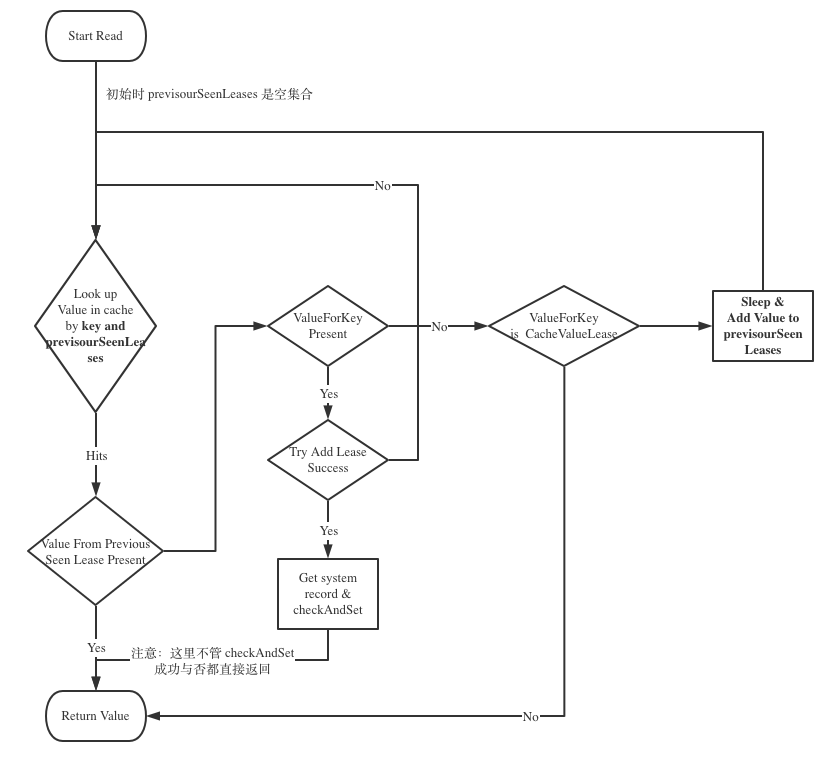 Start Read
初始时 previsourSeenLeases 是空集合
No
Look up
Value in cache
by key and
previsourSeenLea
ses
ValueForKey
Present
No
ValueForKey
is CacheValueLease
Sleep &
Add Value to
previsourSeen
Leases
Yes
Hits
Try Add Lease
Success
Yes
Value From Previous
Seen Lease Present
Get system
record &
checkAndSet
Yes
注意：这里不管 checkAndSet
成功与否都直接返回
Return Value
No